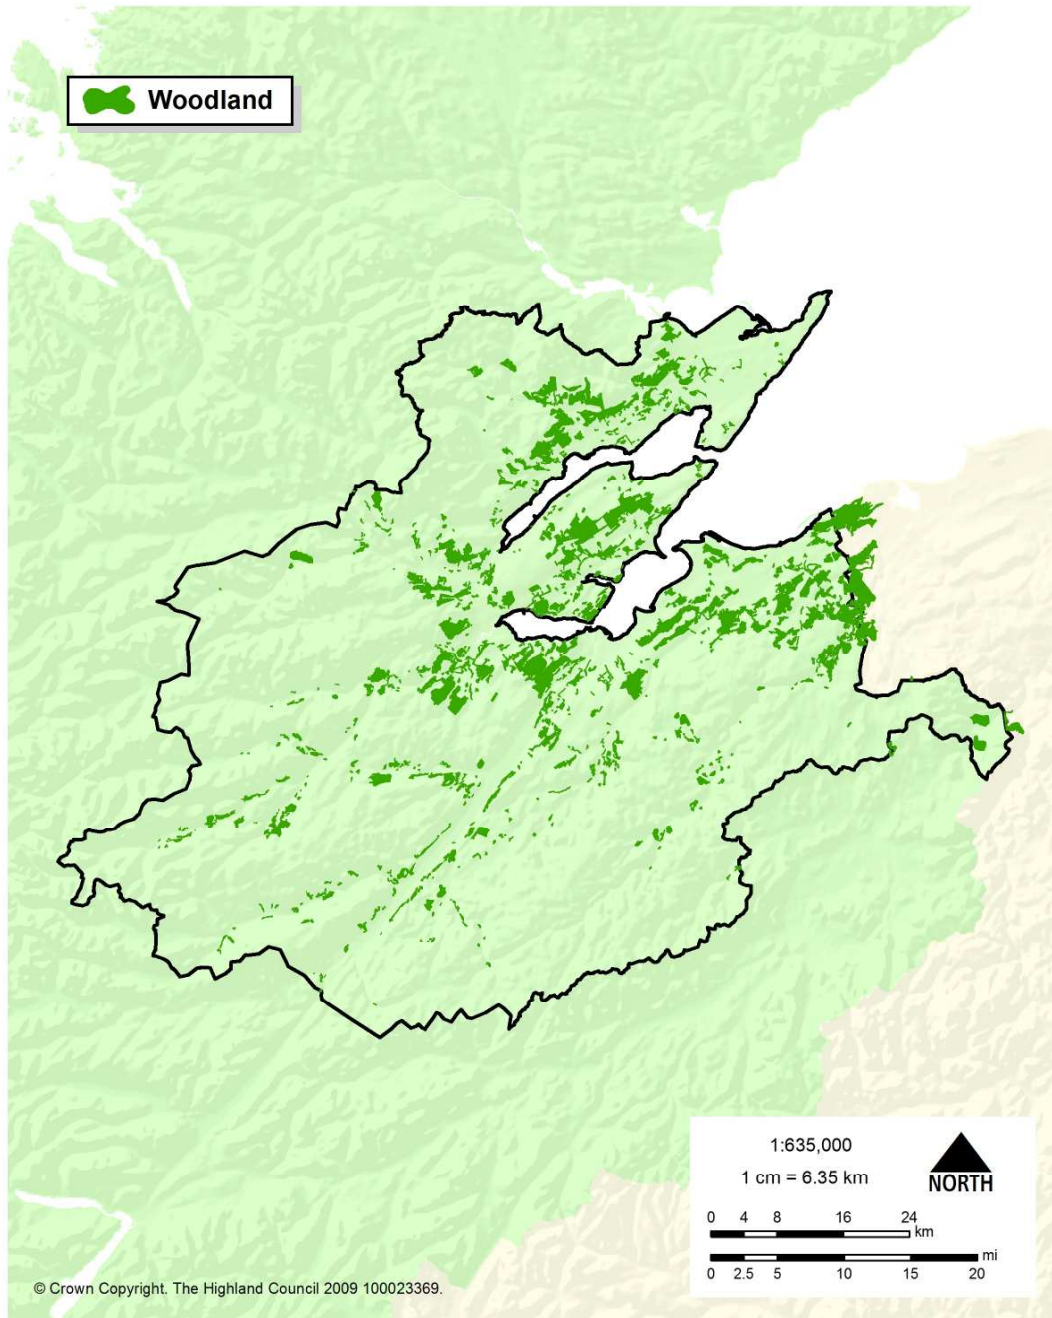 Woodland
1:635,000
1 cm = 6.35 km
NORTH
0 4 8 16 24
km
mi
0 2.5 5 10 15 20
© Crown Copyright. The Highland Council 2009 100023369.